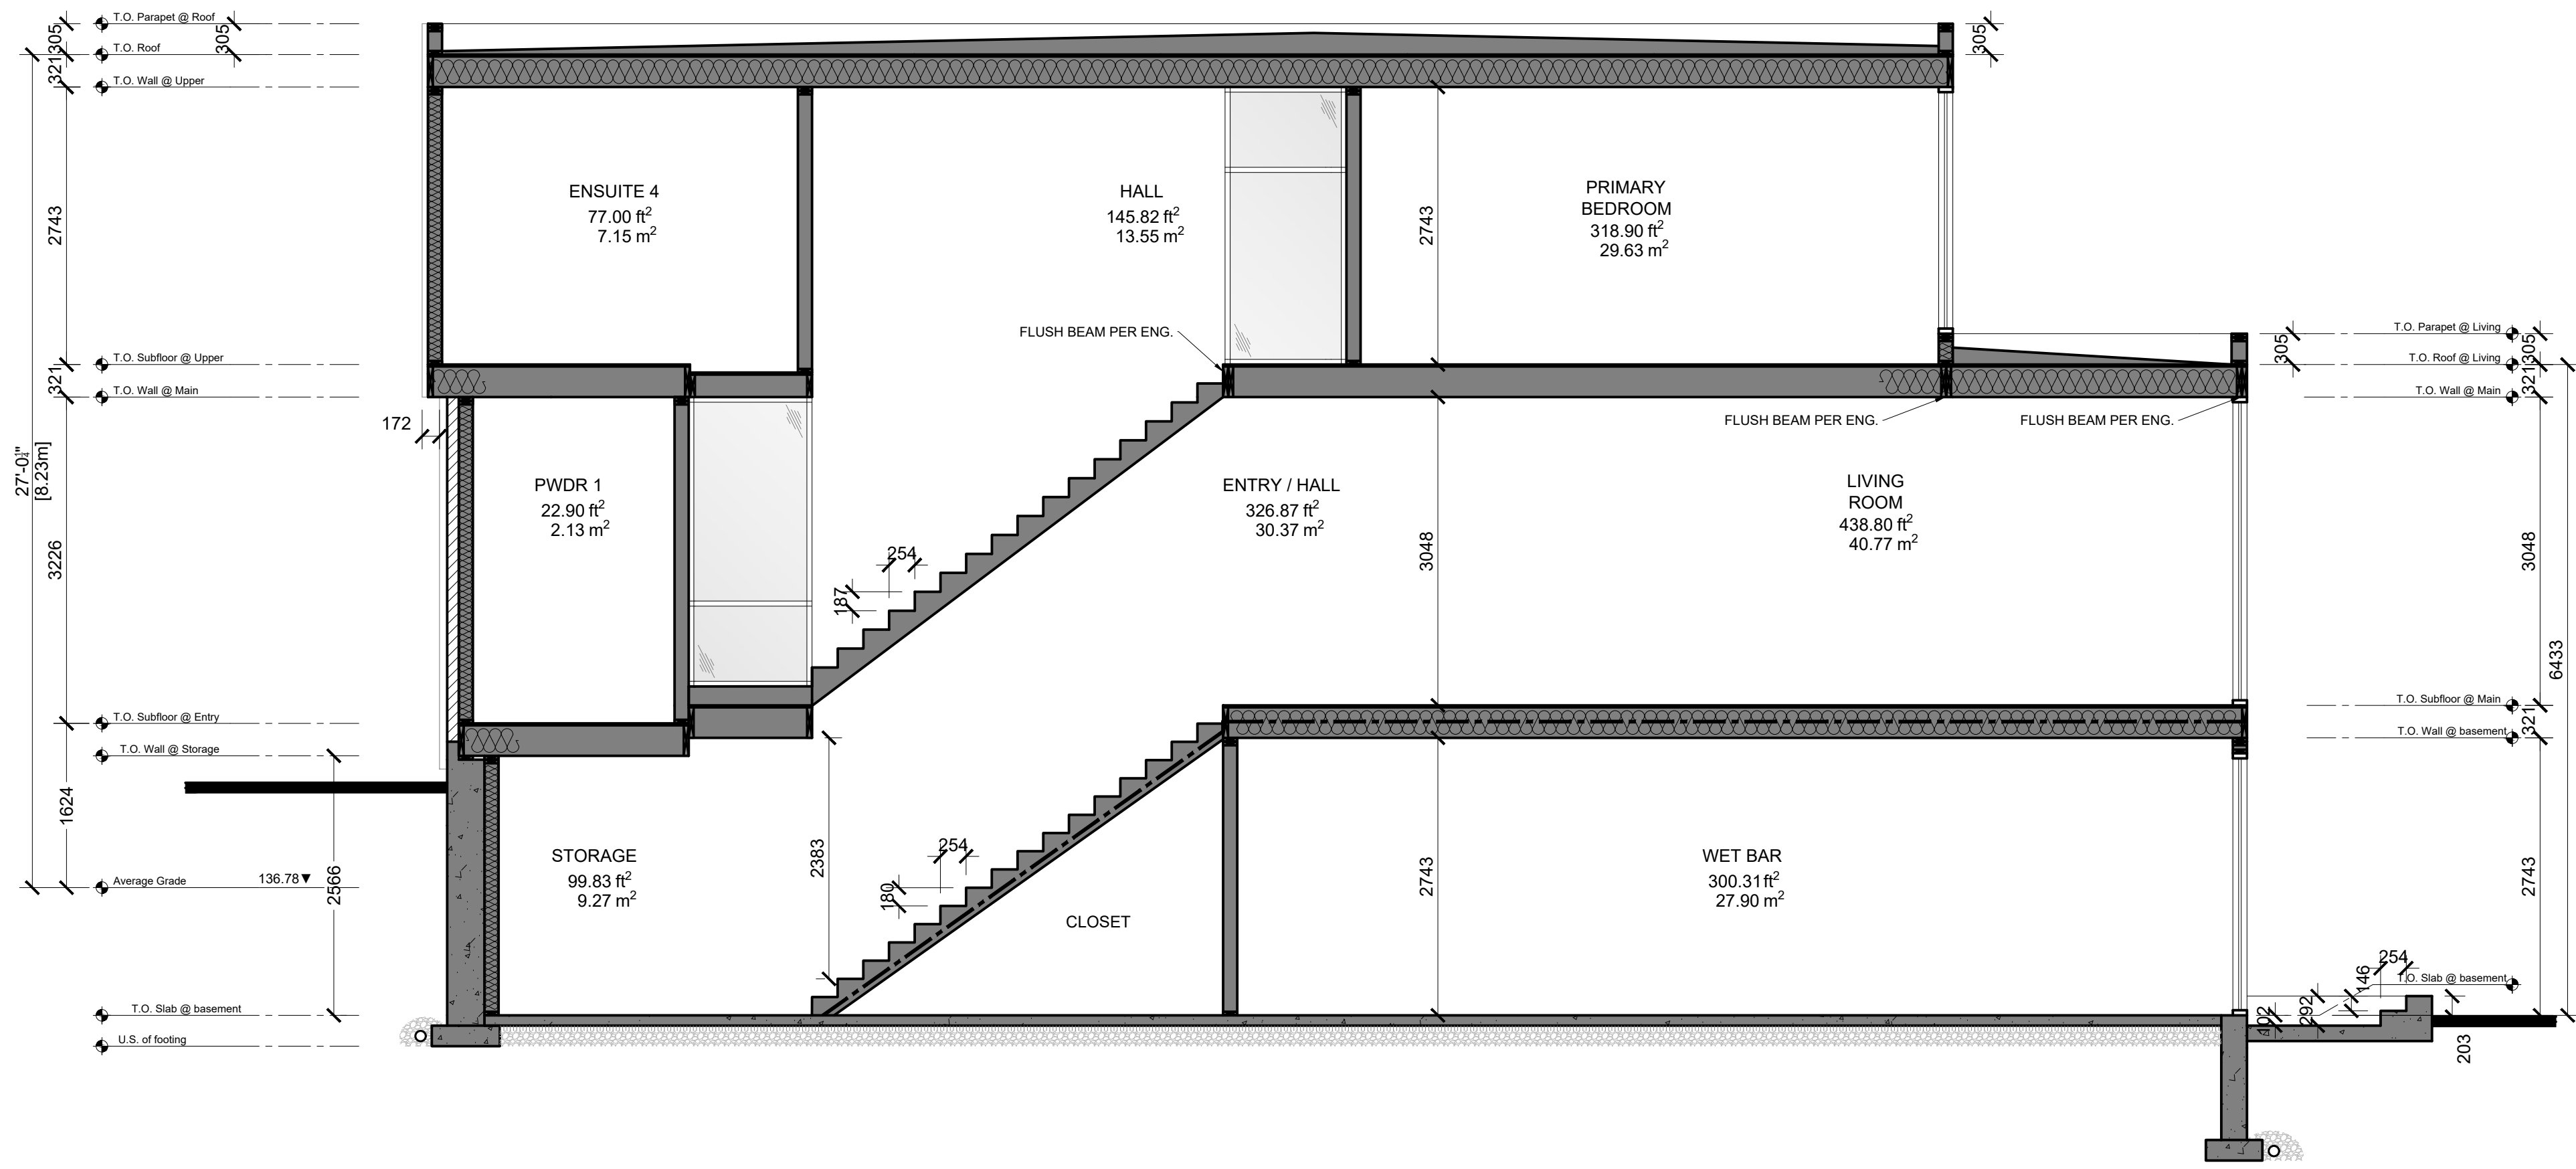 T.O. Parapet @ Roof
305
305
305
T.O. Roof
321
T.O. Wall @ Upper
ENSUITE 4
77.00 ft²
7.15 m²
HALL
145.82 ft²
13.55 m²
PRIMARY
BEDROOM
318.90 ft²
29.63 m²
2743
2743
FLUSH BEAM PER ENG.
T.O. Parapet @ Living
305
305
T.O. Subfloor @ Upper
T.O. Roof @ Living
321
321
T.O. Wall @ Main
T.O. Wall @ Main
172
FLUSH BEAM PER ENG.
FLUSH BEAM PER ENG.
27'-0¼"
[8.23m]
PWDR 1
22.90 ft²
2.13 m²
ENTRY / HALL
326.87 ft²
30.37 m²
LIVING
ROOM
438.80 ft²
40.77 m²
3226
254
187
3048
3048
6433
T.O. Subfloor @ Entry
T.O. Subfloor @ Main
321
T.O. Wall @ Storage
T.O. Wall @ basement
1624
STORAGE
99.83 ft²
9.27 m²
2383
254
180
CLOSET
2743
WET BAR
300.31 ft²
27.90 m²
2743
Average Grade
136.78▼
2566
254
146
T.O. Slab @ basement
T.O. Slab @ basement
292
102
203
U.S. of footing